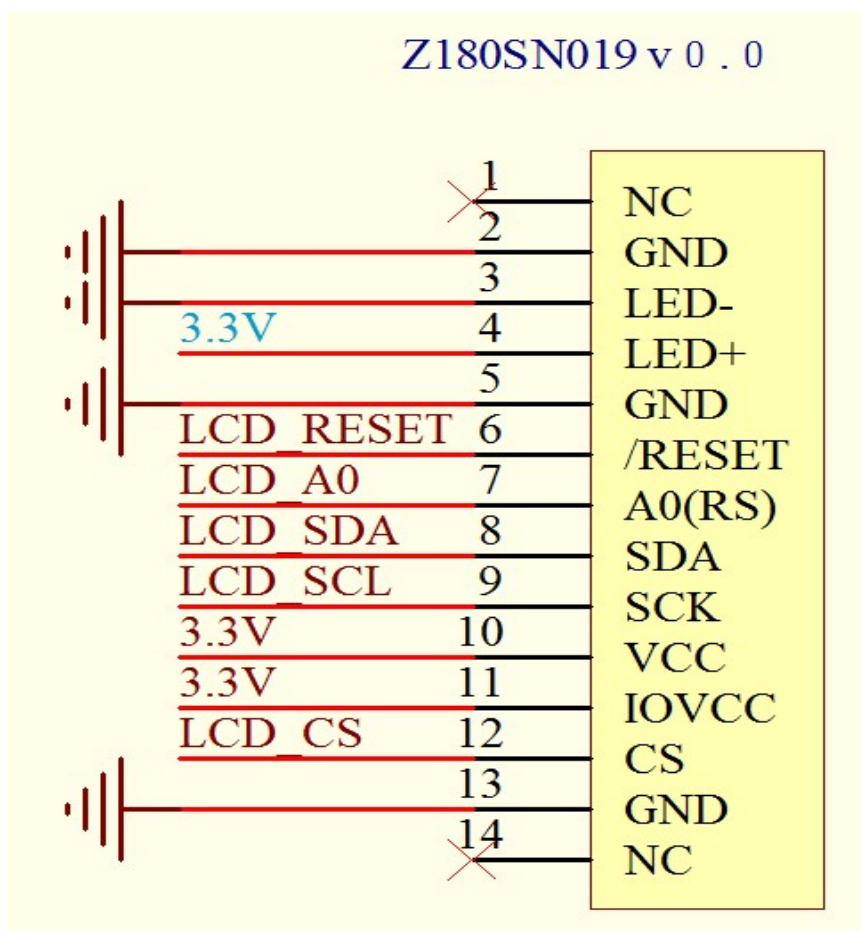 Z180SN019 v 0 . 0
1 NC
2 GND
3 LED-
3.3V 4 LED+
5 GND
LCD_RESET 6 /RESET
LCD_A0 7 A0(RS)
LCD_SDA 8 SDA
LCD_SCL 9 SCK
3.3V 10 VCC
3.3V 11 IOVCC
LCD_CS 12 CS
13 GND
14 NC